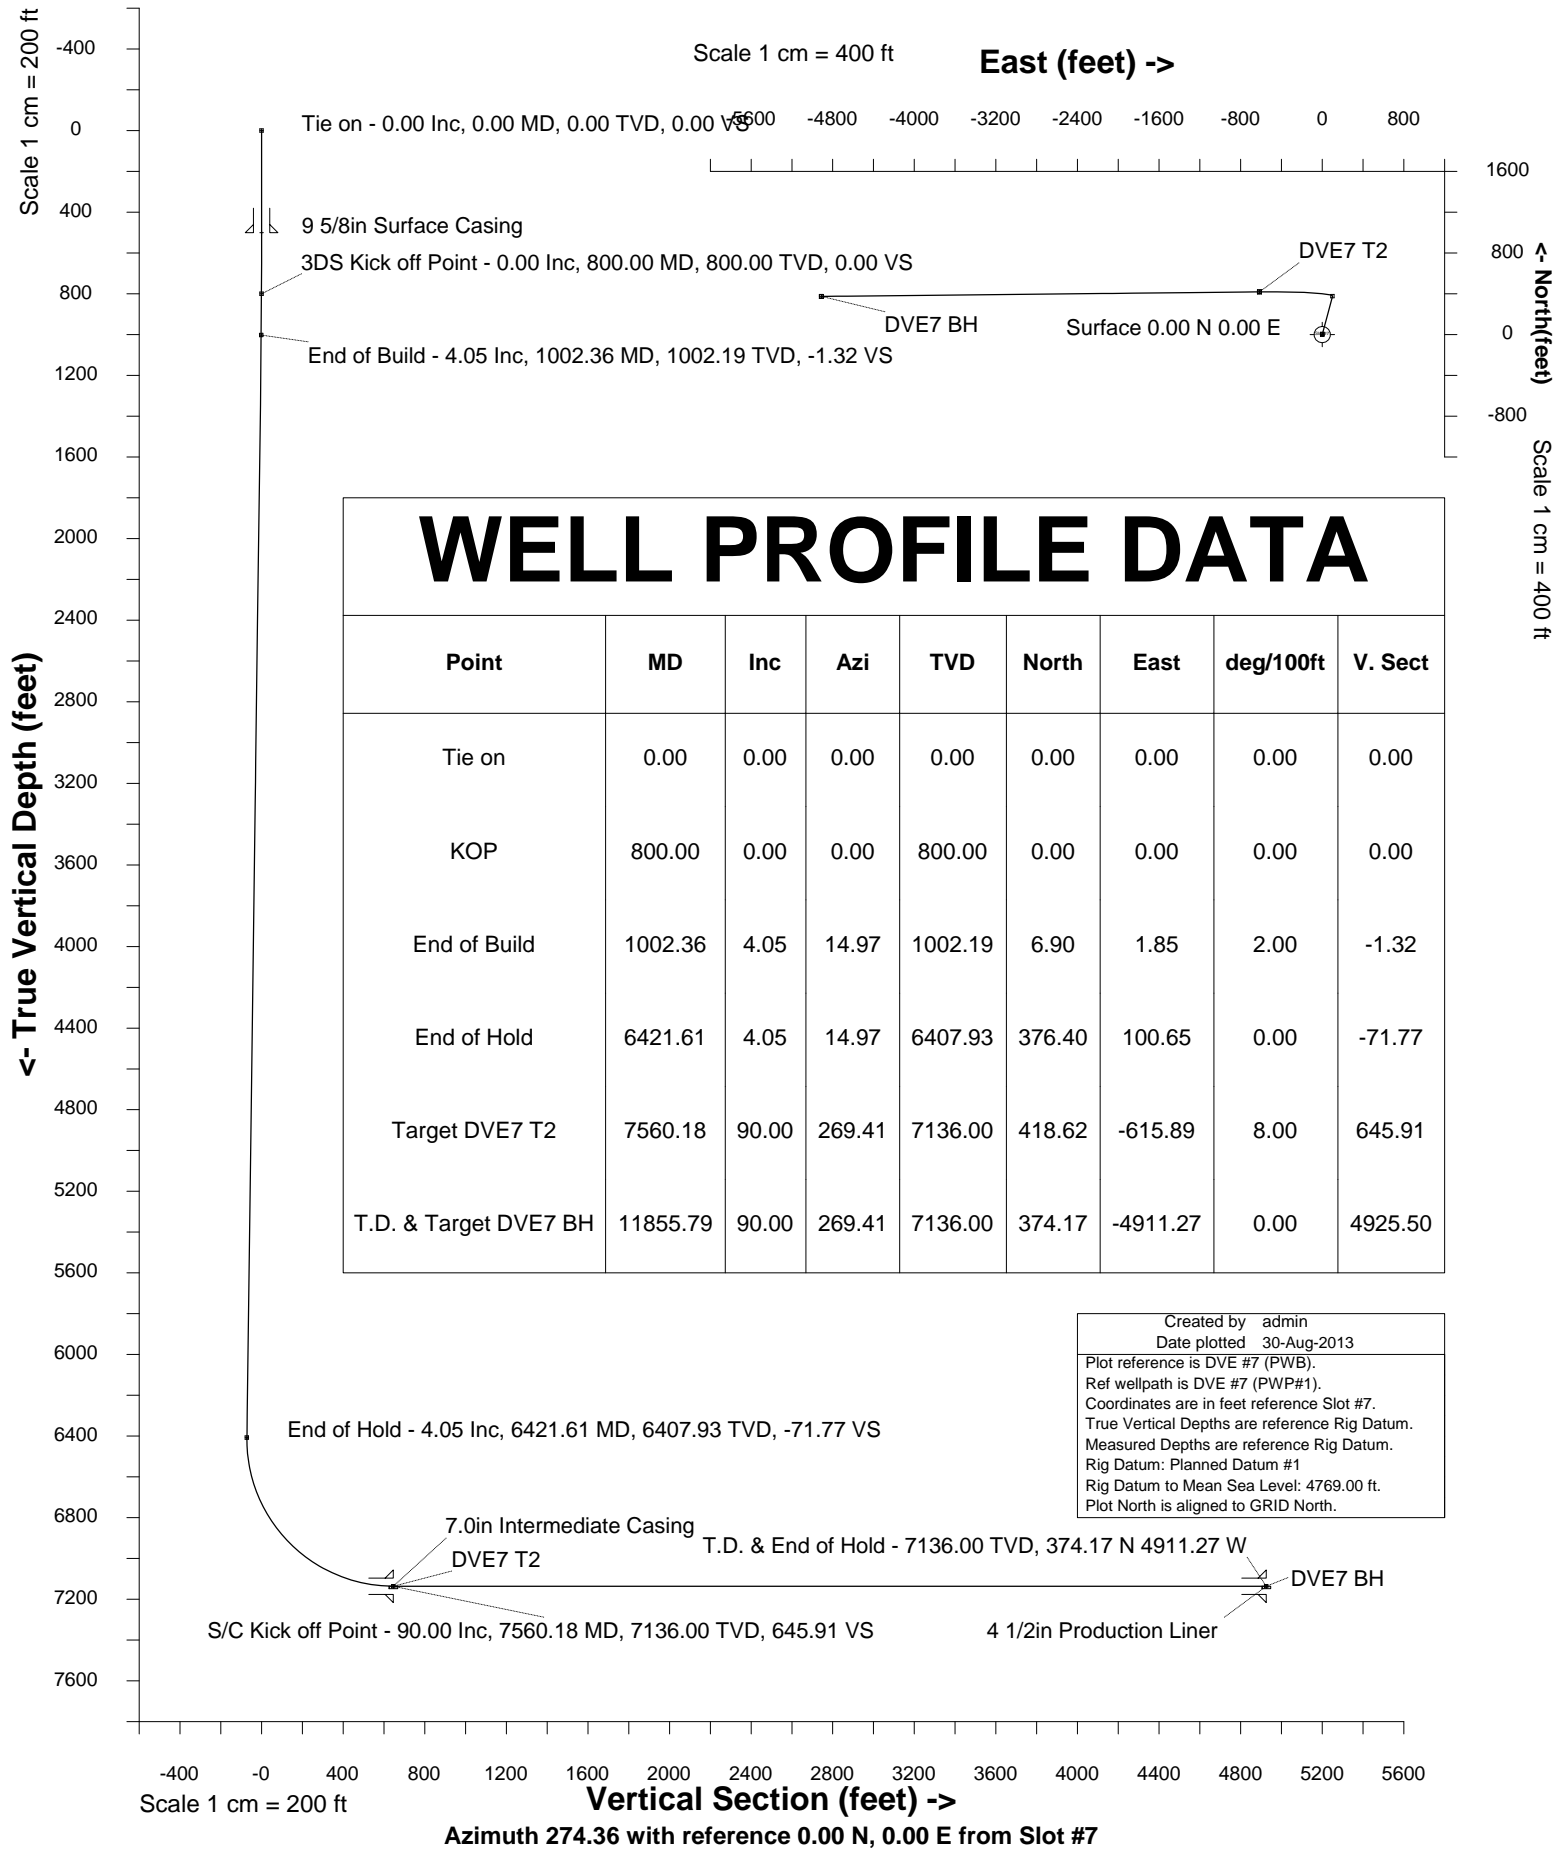 Scale 1 cm = 200 ft
Scale 1 cm = 400 ft
East (feet) ->
-5600 -4800 -4000 -3200 -2400 -1600 -800 0 800
1600
800
0
-800
<- North(feet)
Scale 1 cm = 400 ft
-400
0
400
800
1200
1600
2000
2400
2800
3200
3600
4000
4400
4800
5200
5600
6000
6400
6800
7200
7600
<- True Vertical Depth (feet)
Tie on - 0.00 Inc, 0.00 MD, 0.00 TVD, 0.00 VS
9 5/8in Surface Casing
3DS Kick off Point - 0.00 Inc, 800.00 MD, 800.00 TVD, 0.00 VS
End of Build - 4.05 Inc, 1002.36 MD, 1002.19 TVD, -1.32 VS
DVE7 T2
DVE7 BH
Surface 0.00 N 0.00 E
WELL PROFILE DATA
Point MD Inc Azi TVD North East deg/100ft V. Sect
Tie on 0.00 0.00 0.00 0.00 0.00 0.00 0.00 0.00
KOP 800.00 0.00 0.00 800.00 0.00 0.00 0.00 0.00
End of Build 1002.36 4.05 14.97 1002.19 6.90 1.85 2.00 -1.32
End of Hold 6421.61 4.05 14.97 6407.93 376.40 100.65 0.00 -71.77
Target DVE7 T2 7560.18 90.00 269.41 7136.00 418.62 -615.89 8.00 645.91
T.D. & Target DVE7 BH 11855.79 90.00 269.41 7136.00 374.17 -4911.27 0.00 4925.50
Created by admin
Date plotted 30-Aug-2013
Plot reference is DVE #7 (PWB).
Ref wellpath is DVE #7 (PWP#1).
Coordinates are in feet reference Slot #7.
True Vertical Depths are reference Rig Datum.
Measured Depths are reference Rig Datum.
Rig Datum: Planned Datum #1
Rig Datum to Mean Sea Level: 4769.00 ft.
Plot North is aligned to GRID North.
End of Hold - 4.05 Inc, 6421.61 MD, 6407.93 TVD, -71.77 VS
7.0in Intermediate Casing
DVE7 T2
T.D. & End of Hold - 7136.00 TVD, 374.17 N 4911.27 W
DVE7 BH
S/C Kick off Point - 90.00 Inc, 7560.18 MD, 7136.00 TVD, 645.91 VS
4 1/2in Production Liner
-400 -0 400 800 1200 1600 2000 2400 2800 3200 3600 4000 4400 4800 5200 5600
Scale 1 cm = 200 ft
Vertical Section (feet) ->
Azimuth 274.36 with reference 0.00 N, 0.00 E from Slot #7